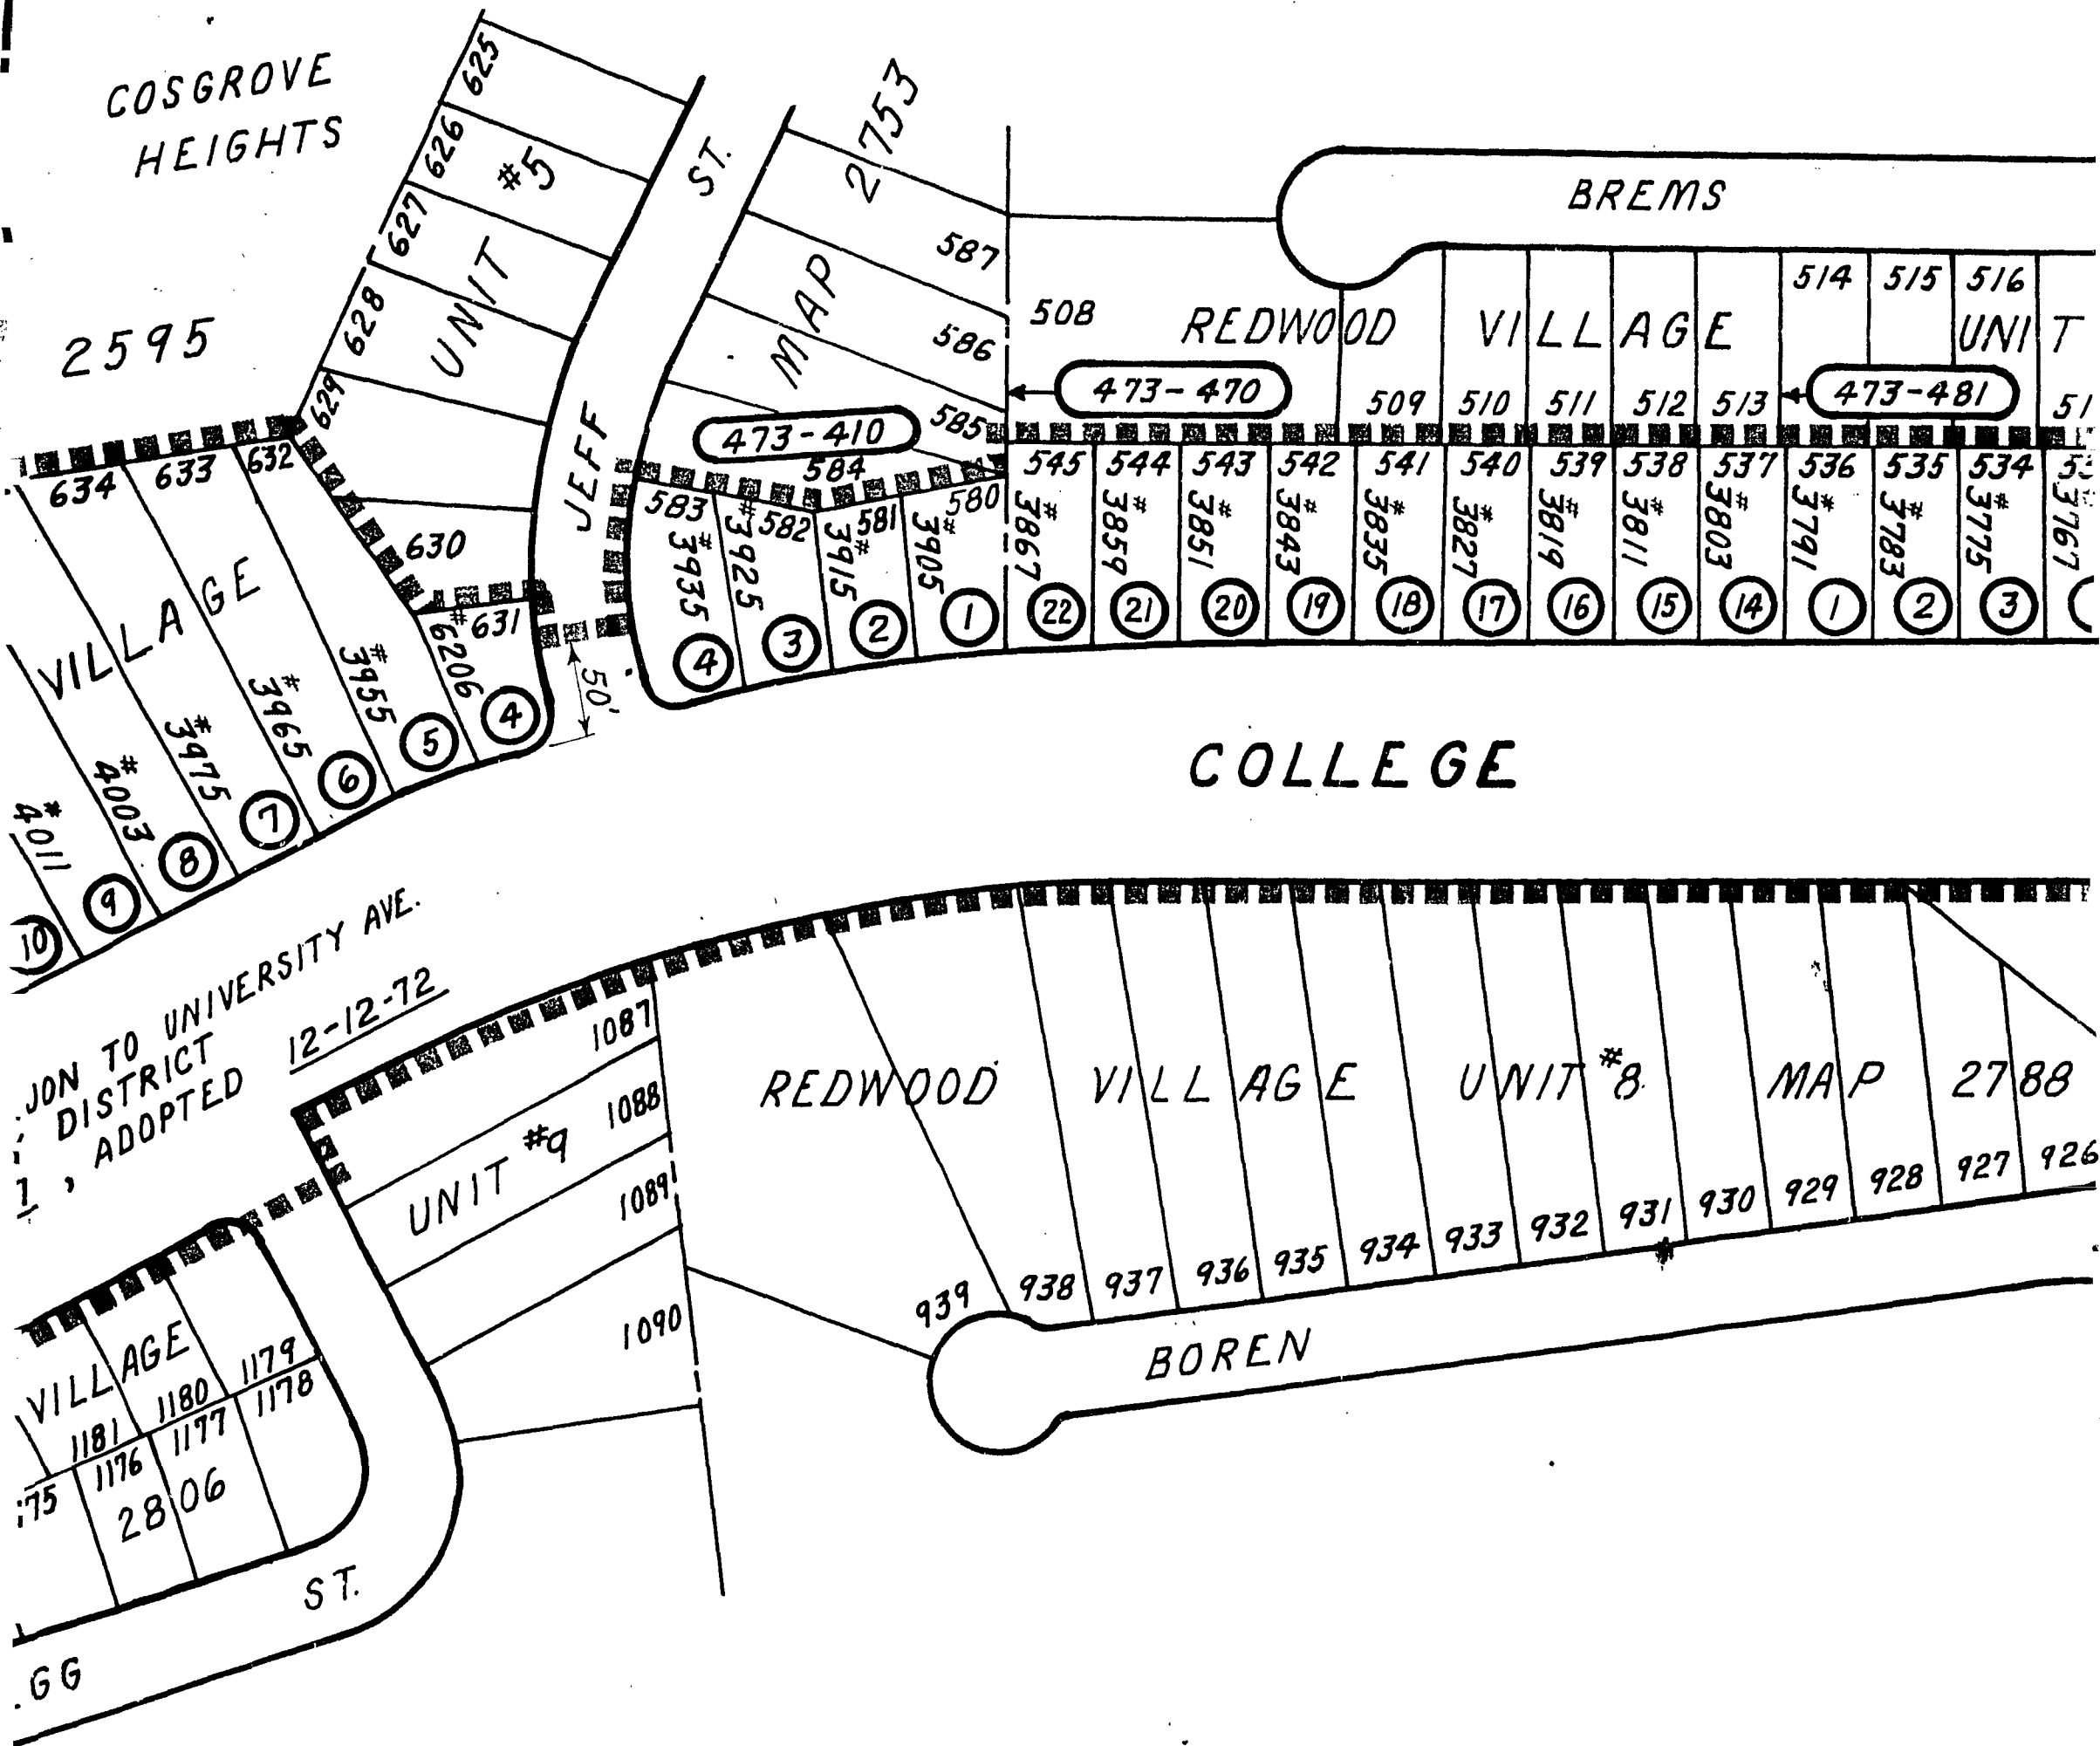 COSGROVE
HEIGHTS
2595
625
626
627
628
629
#5
UNIT
ST.
JEFF
2753
MAP
587
586
585
584
473-410
BREMS
508
REDWOOD VILLAGE UNIT
514 515 516
473-470
473-481
509 510 511 512 513
634 633 632
630
#631
583 582 581 580
545 544 543 542 541 540 539 538 537 536 535 534
#3935 #3925 #3915 #3905
#3867 #3859 #3851 #3843 #3835 #3827 #3819 #3811 #3803 #3791 #3783 #3775 3767
4 3 2 1 22 21 20 19 18 17 16 15 14 1 2 3
VILLAGE
#4011 #4003 #3975 #3965 #3955 6206
10 9 8 7 6 5 4
50'
COLLEGE
TO UNIVERSITY AVE.
DISTRICT
1, ADOPTED 12-12-72
1087
1088
1089
1090
UNIT #9
REDWOOD VILLAGE UNIT #8 MAP 2788
939 938 937 936 935 934 933 932 931 930 929 928 927 926
BOREN
VILLAGE
1181 1180 1179
1176 1177 1178
2806
ST.